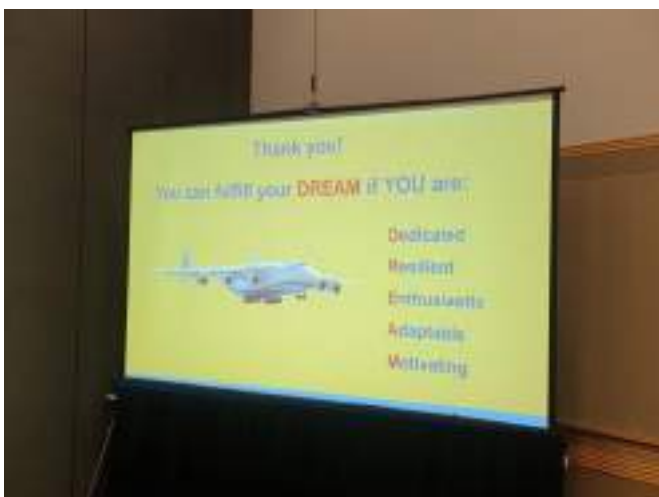 Thank you!
You can fulfill your DREAM if YOU are:
Dedicated
Resilient
Enthusiastic
Adaptable
Motivating